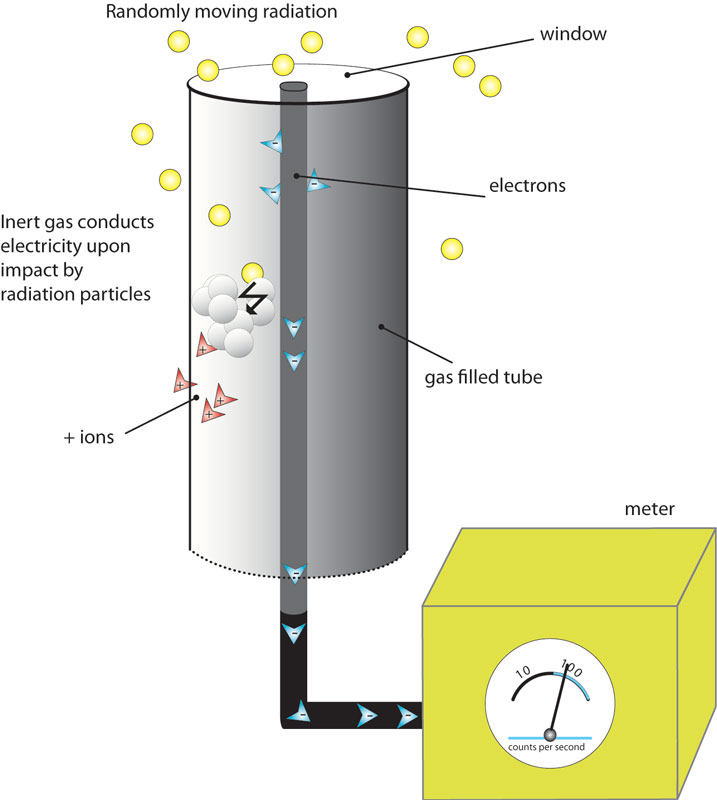 Randomly moving radiation
window
electrons
Inert gas conducts
electricity upon
impact by
radiation particles
gas filled tube
+ ions
meter
10 100
counts per second